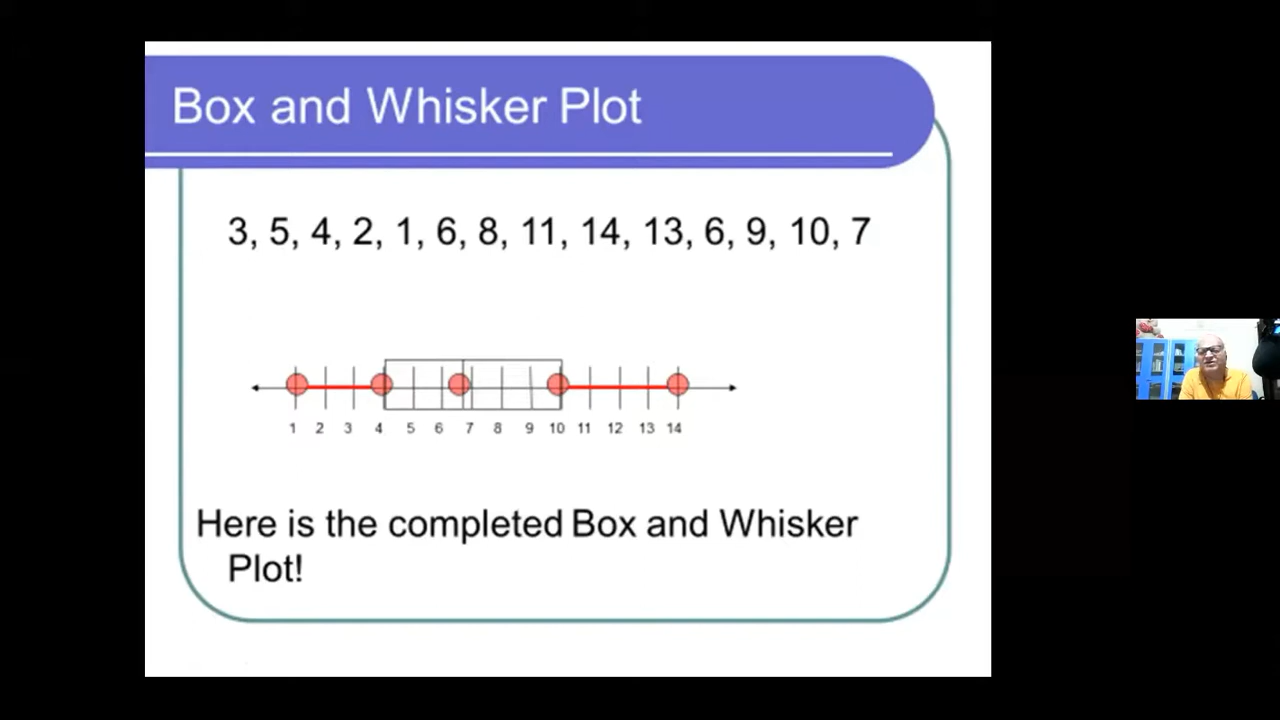 Box and Whisker Plot
3, 5, 4, 2, 1, 6, 8, 11, 14, 13, 6, 9, 10, 7
1 2 3 4 5 6 7 8 9 10 11 12 13 14
Here is the completed Box and Whisker
Plot!